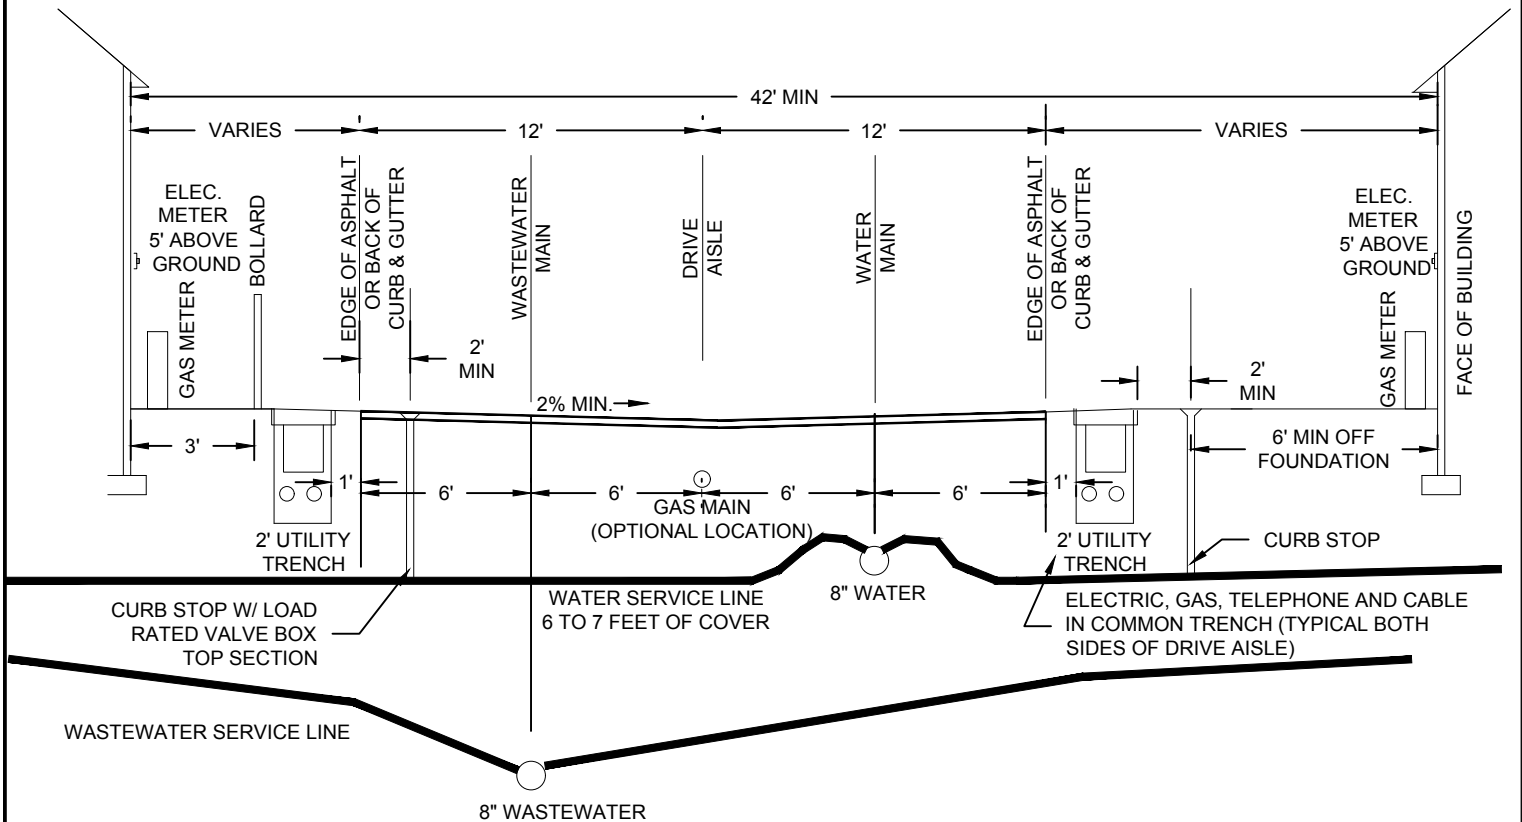 42' MIN
VARIES
12'
12'
VARIES
ELEC.
METER
5' ABOVE
GROUND
GAS METER
BOLLARD
EDGE OF ASPHALT
OR BACK OF
CURB & GUTTER
WASTEWATER
MAIN
DRIVE
AISLE
WATER
MAIN
EDGE OF ASPHALT
OR BACK OF
CURB & GUTTER
ELEC.
METER
5' ABOVE
GROUND
GAS METER
FACE OF BUILDING
2'
MIN
2'
MIN
2% MIN.
3'
6' MIN OFF
FOUNDATION
1'
6'
6'
6'
6'
1'
GAS MAIN
(OPTIONAL LOCATION)
2' UTILITY
TRENCH
2' UTILITY
TRENCH
CURB STOP
CURB STOP W/ LOAD
RATED VALVE BOX
TOP SECTION
WATER SERVICE LINE
6 TO 7 FEET OF COVER
8" WATER
ELECTRIC, GAS, TELEPHONE AND CABLE
IN COMMON TRENCH (TYPICAL BOTH
SIDES OF DRIVE AISLE)
WASTEWATER SERVICE LINE
8" WASTEWATER